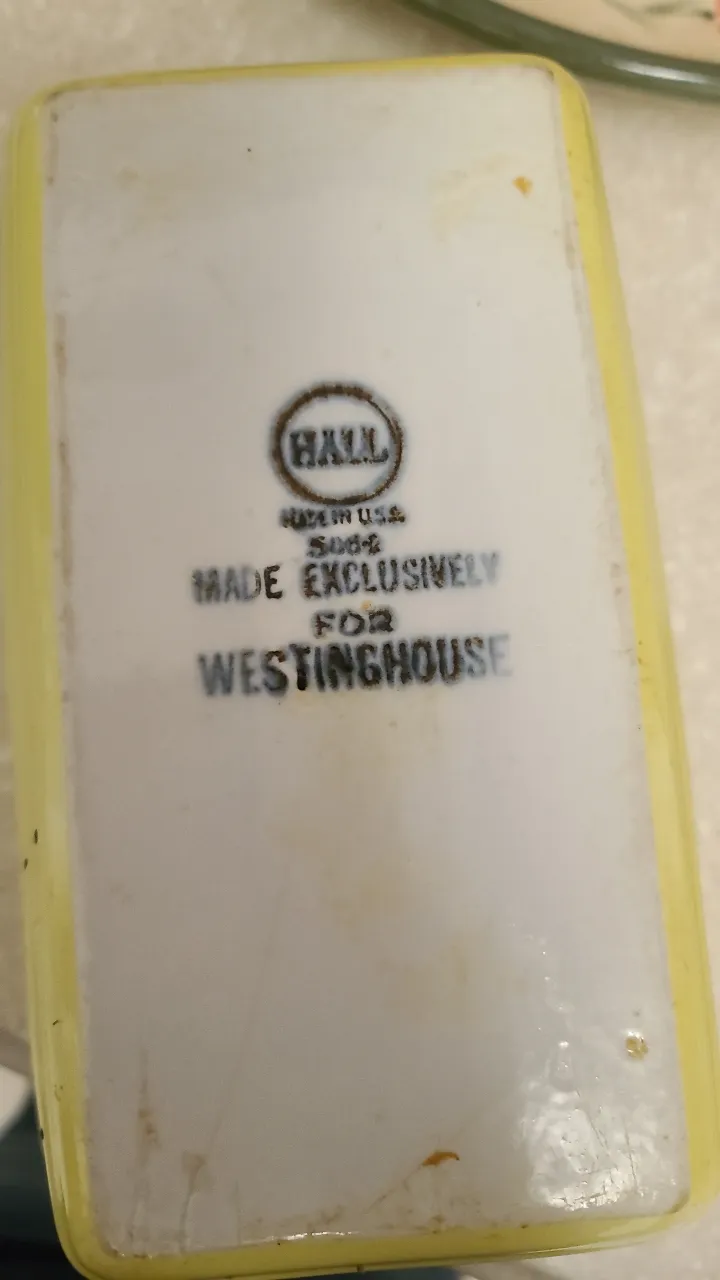 HALL
MADE IN U.S.A.
MADE EXCLUSIVELY
FOR
WESTINGHOUSE